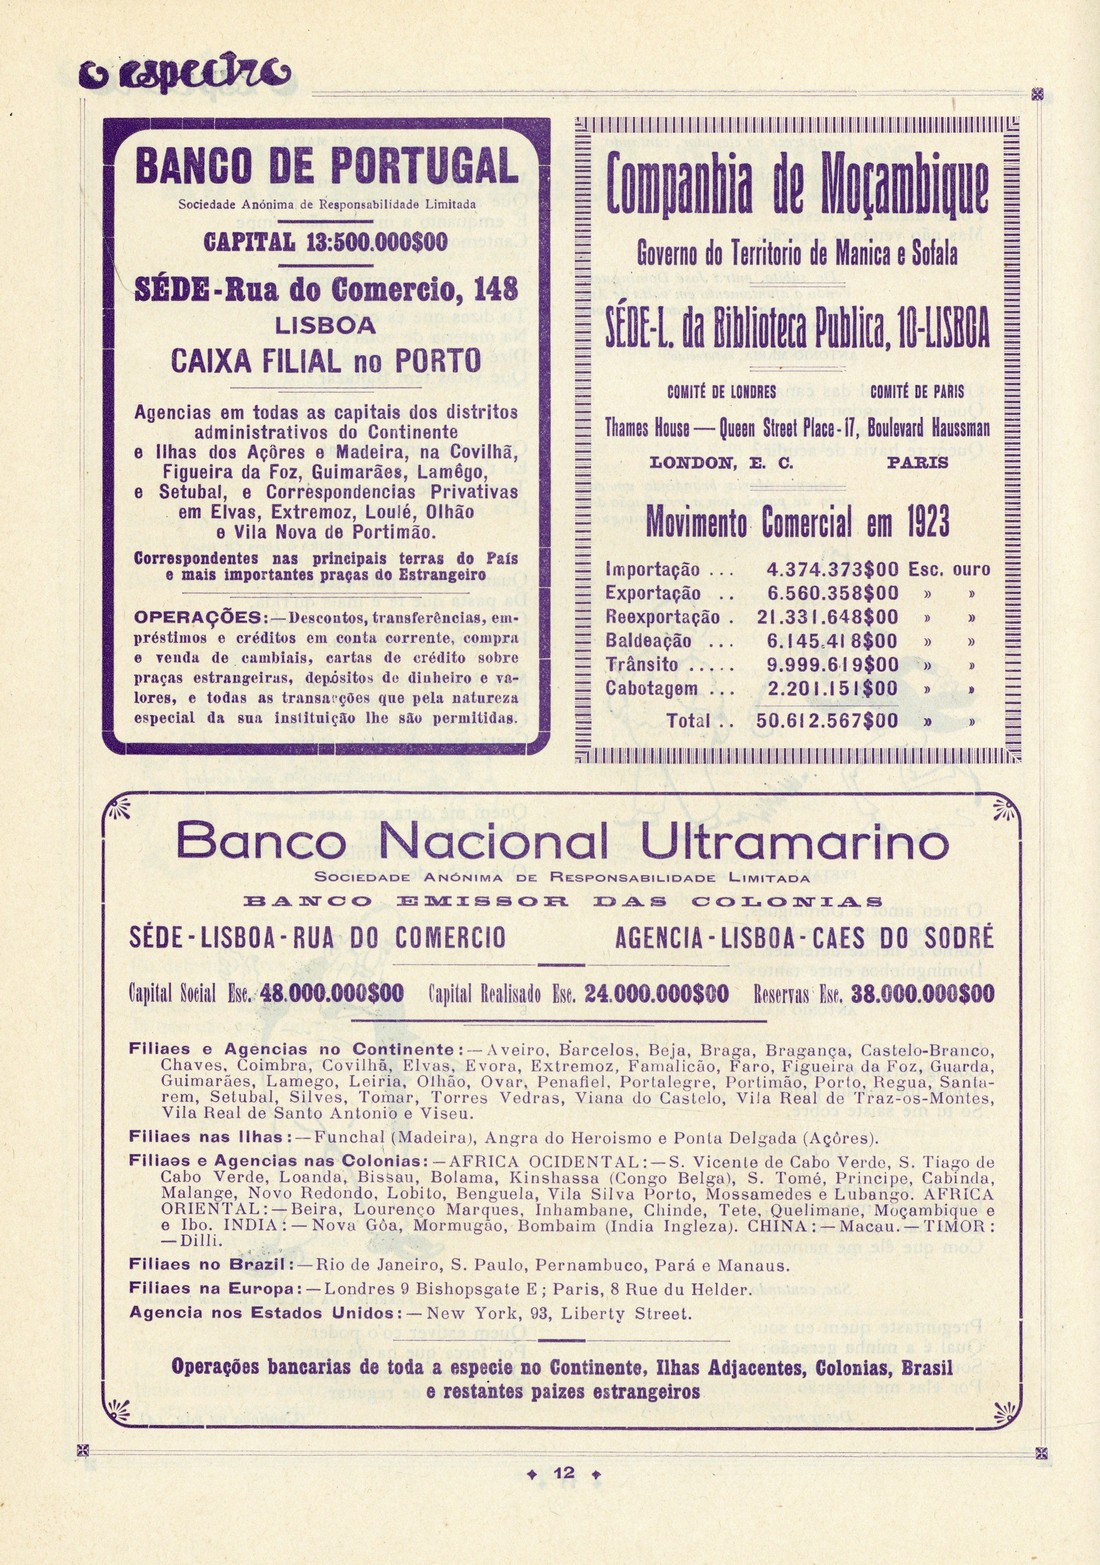 O espectro
BANCO DE PORTUGAL
Sociedade Anónima de Responsabilidade Limitada
CAPITAL 13:500.000$00
SÉDE-Rua do Comercio, 148
LISBOA
CAIXA FILIAL no PORTO
Agencias em todas as capitais dos distritos
administrativos do Continente
e Ilhas dos Açôres e Madeira, na Covilhã,
Figueira da Foz, Guimarães, Lamêgo,
e Setubal, e Correspondencias Privativas
em Elvas, Extremoz, Loulé, Olhão
e Vila Nova de Portimão.
Correspondentes nas principais terras do País
e mais importantes praças do Estrangeiro
OPERAÇÕES:—Descontos, transferências, em-
préstimos e créditos em conta corrente, compra
e venda de cambiais, cartas de crédito sobre
praças estrangeiras, depósitos de dinheiro e va-
lores, e todas as transacções que pela natureza
especial da sua instituição lhe são permitidas.
Companhia de Moçambique
Governo do Territorio de Manica e Sofala
SÉDE-L. da Biblioteca Publica, 10-LISBOA
COMITÉ DE LONDRES COMITÉ DE PARIS
Thames House — Queen Street Place-17, Boulevard Haussman
LONDON, E. C. PARIS
Movimento Comercial em 1923
Importação ... 4.374.373$00 Esc. ouro
Exportação .. 6.560.358$00 » »
Reexportação . 21.331.648$00 » »
Baldeação ... 6.145.418$00 » »
Trânsito ..... 9.999.619$00 » »
Cabotagem ... 2.201.151$00 » »
Total .. 50.612.567$00 » »
Banco Nacional Ultramarino
SOCIEDADE ANÓNIMA DE RESPONSABILIDADE LIMITADA
BANCO EMISSOR DAS COLONIAS
SÉDE-LISBOA-RUA DO COMERCIO AGENCIA-LISBOA-CAES DO SODRÉ
Capital Social Esc. 48.000.000$00 Capital Realisado Esc. 24.000.000$00 Reservas Esc. 38.000.000$00
Filiaes e Agencias no Continente:—Aveiro, Barcelos, Beja, Braga, Bragança, Castelo-Branco,
Chaves, Coimbra, Covilhã, Elvas, Evora, Extremoz, Famalicão, Faro, Figueira da Foz, Guarda,
Guimarães, Lamego, Leiria, Olhão, Ovar, Penafiel, Portalegre, Portimão, Porto, Regua, Santa-
rem, Setubal, Silves, Tomar, Torres Vedras, Viana do Castelo, Vila Real de Traz-os-Montes,
Vila Real de Santo Antonio e Viseu.
Filiaes nas Ilhas:—Funchal (Madeira), Angra do Heroismo e Ponta Delgada (Açôres).
Filiaes e Agencias nas Colonias:—AFRICA OCIDENTAL:—S. Vicente de Cabo Verde, S. Tiago de
Cabo Verde, Loanda, Bissau, Bolama, Kinshassa (Congo Belga), S. Tomé, Principe, Cabinda,
Malange, Novo Redondo, Lobito, Benguela, Vila Silva Porto, Mossamedes e Lubango. AFRICA
ORIENTAL:—Beira, Lourenço Marques, Inhambane, Chinde, Tete, Quelimane, Moçambique e
e Ibo. INDIA:—Nova Gôa, Mormugão, Bombaim (India Ingleza). CHINA:—Macau.—TIMOR:
—Dilli.
Filiaes no Brazil:—Rio de Janeiro, S. Paulo, Pernambuco, Pará e Manaus.
Filiaes na Europa:—Londres 9 Bishopsgate E; Paris, 8 Rue du Helder.
Agencia nos Estados Unidos:—New York, 93, Liberty Street.
Operações bancarias de toda a especie no Continente, Ilhas Adjacentes, Colonias, Brasil
e restantes paizes estrangeiros
12